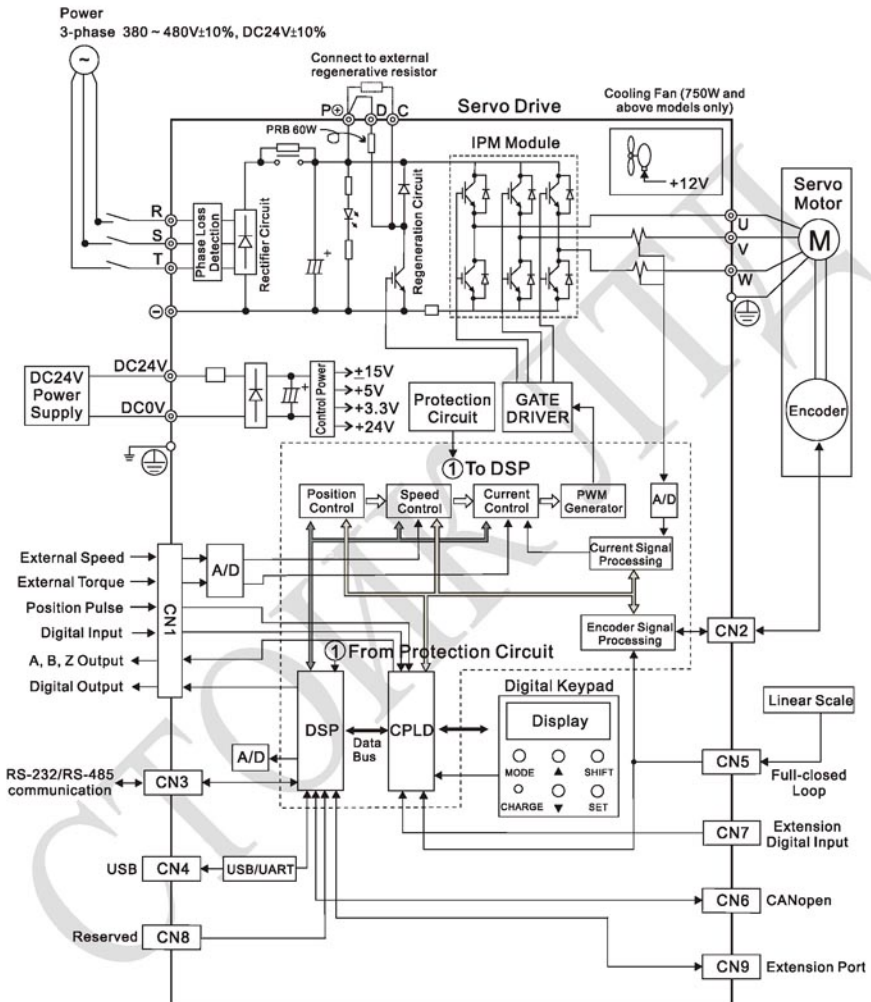 Power
3-phase 380 ~ 480V±10%, DC24V±10%
Connect to external
regenerative resistor
Cooling Fan (750W and
above models only)
P⊕
D
C
Servo Drive
PRB 60W
IPM Module
+12V
Servo
Motor
R
S
T
Phase Loss
Detection
Rectifier Circuit
+
Regeneration Circuit
U
V
W
M
⊖
DC24V
DC24V
Power
Supply
DC0V
+
Control Power
±15V
+5V
+3.3V
+24V
Protection
Circuit
GATE
DRIVER
Encoder
① To DSP
Position
Control
Speed
Control
Current
Control
PWM
Generator
A/D
External Speed
External Torque
Position Pulse
Digital Input
A, B, Z Output
Digital Output
CN1
A/D
Current Signal
Processing
Encoder Signal
Processing
CN2
① From Protection Circuit
DSP
Data
Bus
CPLD
Digital Keypad
Display
MODE
▲
SHIFT
CHARGE
▼
SET
Linear Scale
A/D
RS-232/RS-485
communication
CN3
CN5
Full-closed
Loop
CN7
Extension
Digital Input
USB
CN4
USB/UART
CN6
CANopen
Reserved
CN8
CN9
Extension Port
СТОИК ЛТД